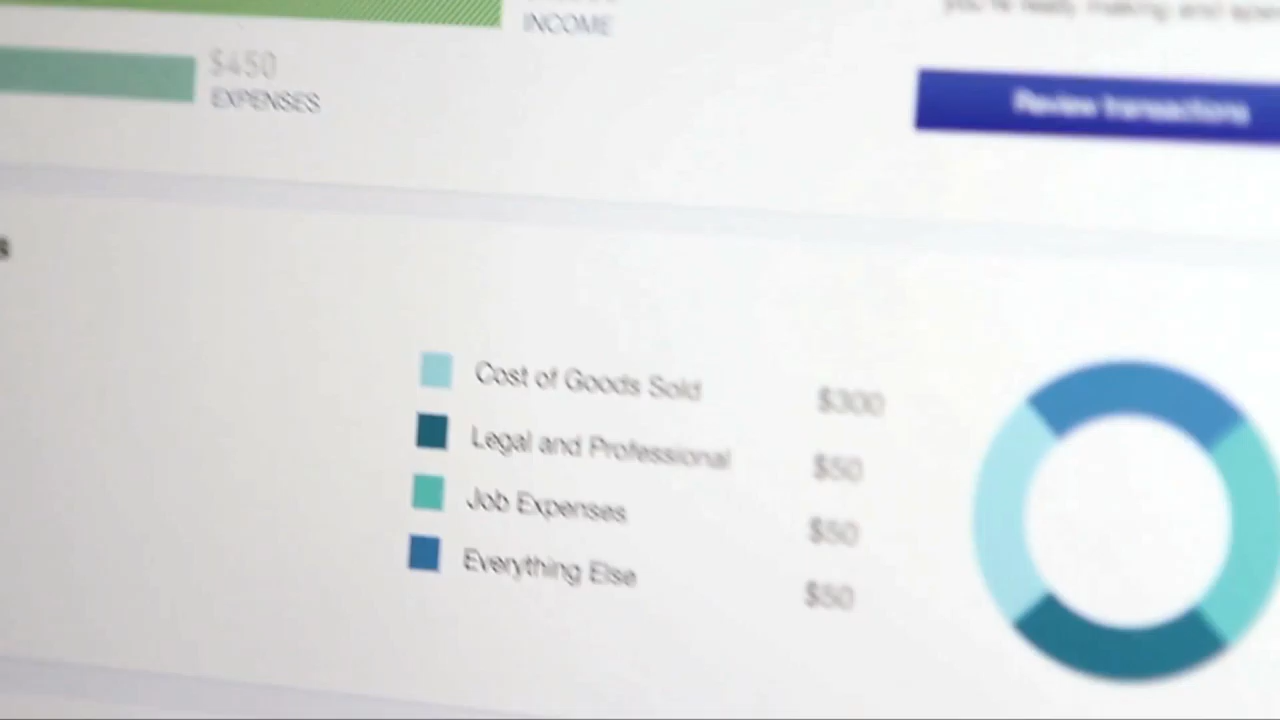 INCOME
$450
EXPENSES
Review transactions
s
Cost of Goods Sold $300
Legal and Professional $50
Job Expenses $50
Everything Else $50